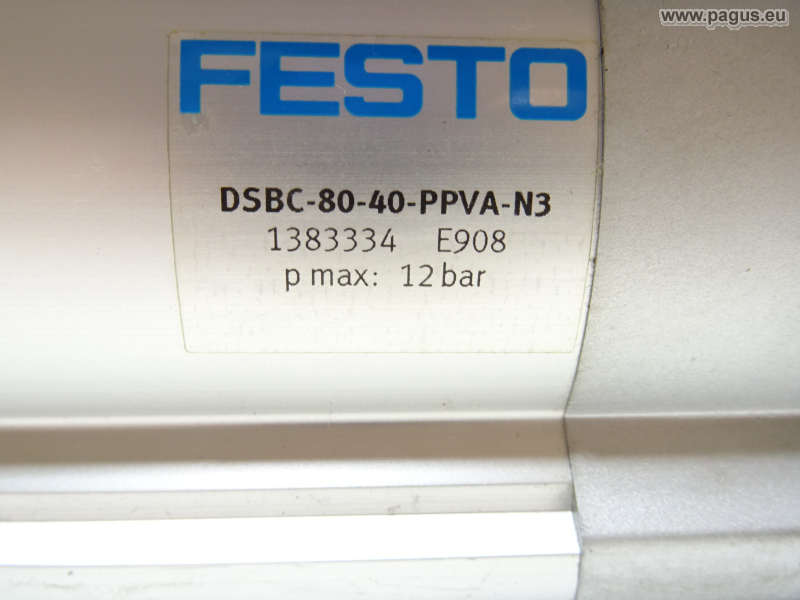 www.pagus.eu
FESTO
DSBC-80-40-PPVA-N3
1383334 E908
p max: 12 bar